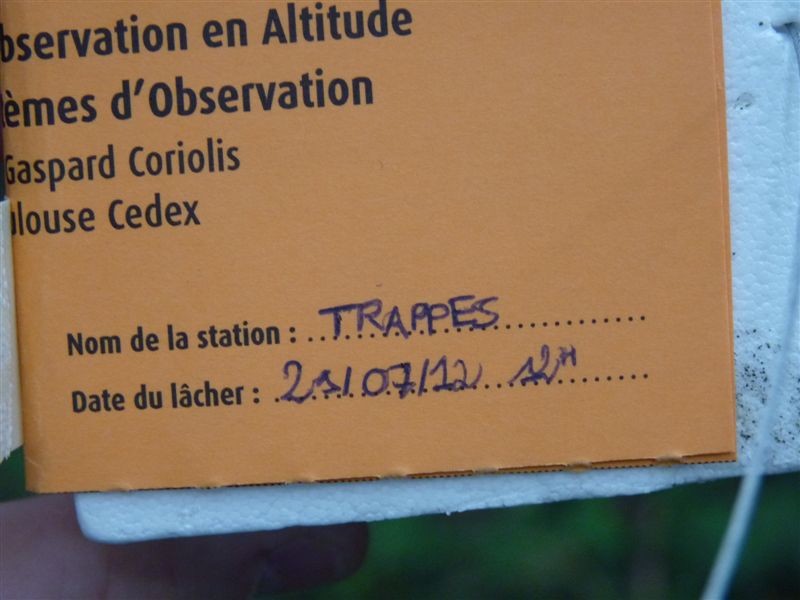 bservation en Altitude
èmes d'Observation
Gaspard Coriolis
ulouse Cedex
Nom de la station : TRAPPES
Date du lâcher : 21/07/12 12H